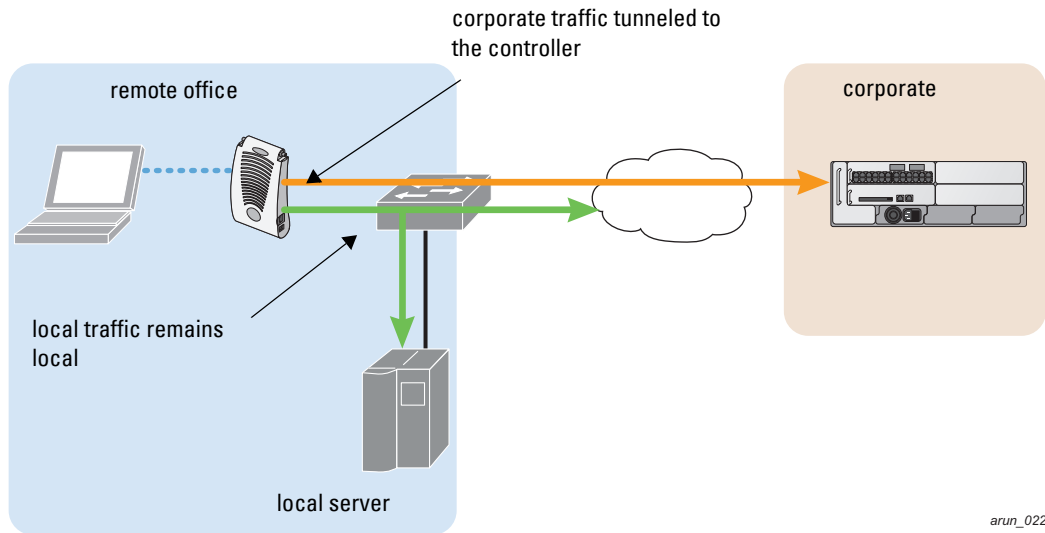 corporate traffic tunneled to
the controller
remote office
corporate
local traffic remains
local
local server
arun_022